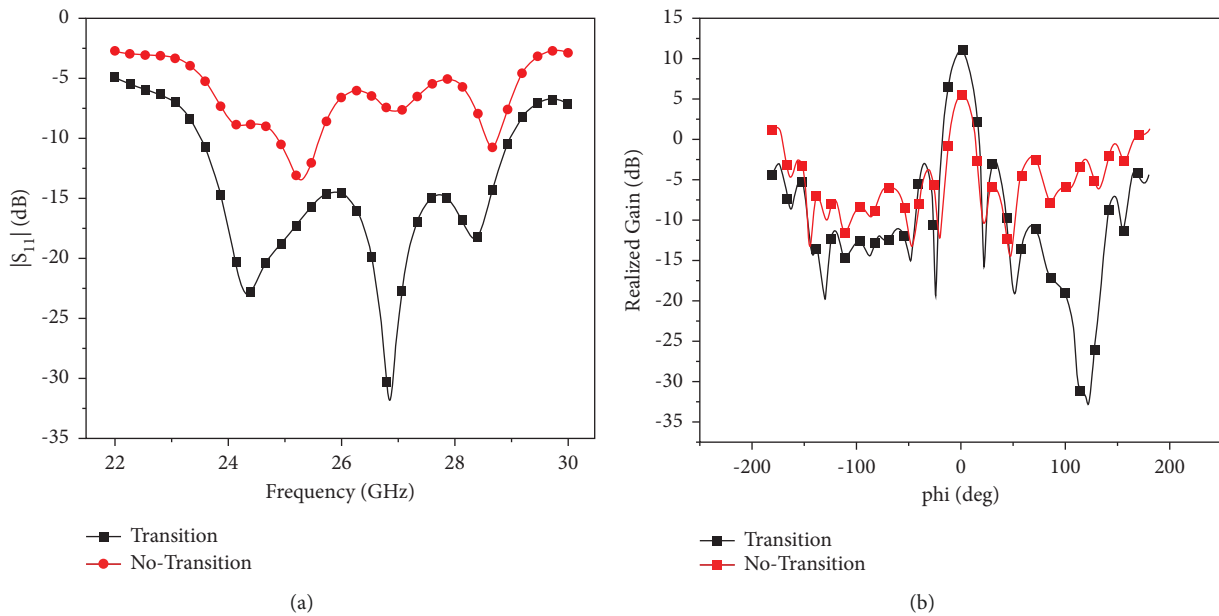 0
-5
-10
-15
-20
-25
-30
-35
|S11| (dB)
22 24 26 28 30
Frequency (GHz)
Transition
No-Transition
(a)
15
10
5
0
-5
-10
-15
-20
-25
-30
-35
Realized Gain (dB)
-200 -100 0 100 200
phi (deg)
Transition
No-Transition
(b)